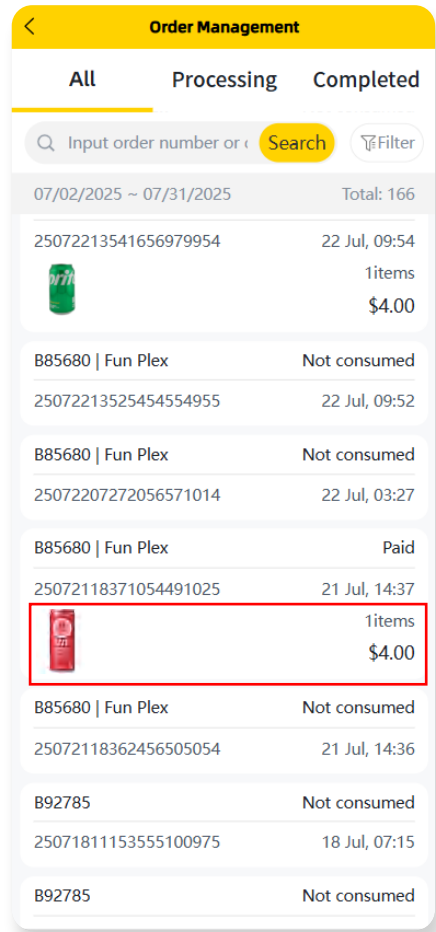 Order Management
All Processing Completed
Input order number or Search Filter
07/02/2025 ~ 07/31/2025 Total: 166
25072213541656979954 22 Jul, 09:54
1items
$4.00
B85680 | Fun Plex Not consumed
25072213525454554955 22 Jul, 09:52
B85680 | Fun Plex Not consumed
25072207272056571014 22 Jul, 03:27
B85680 | Fun Plex Paid
25072118371054491025 21 Jul, 14:37
1items
$4.00
B85680 | Fun Plex Not consumed
25072118362456505054 21 Jul, 14:36
B92785 Not consumed
25071811153555100975 18 Jul, 07:15
B92785 Not consumed